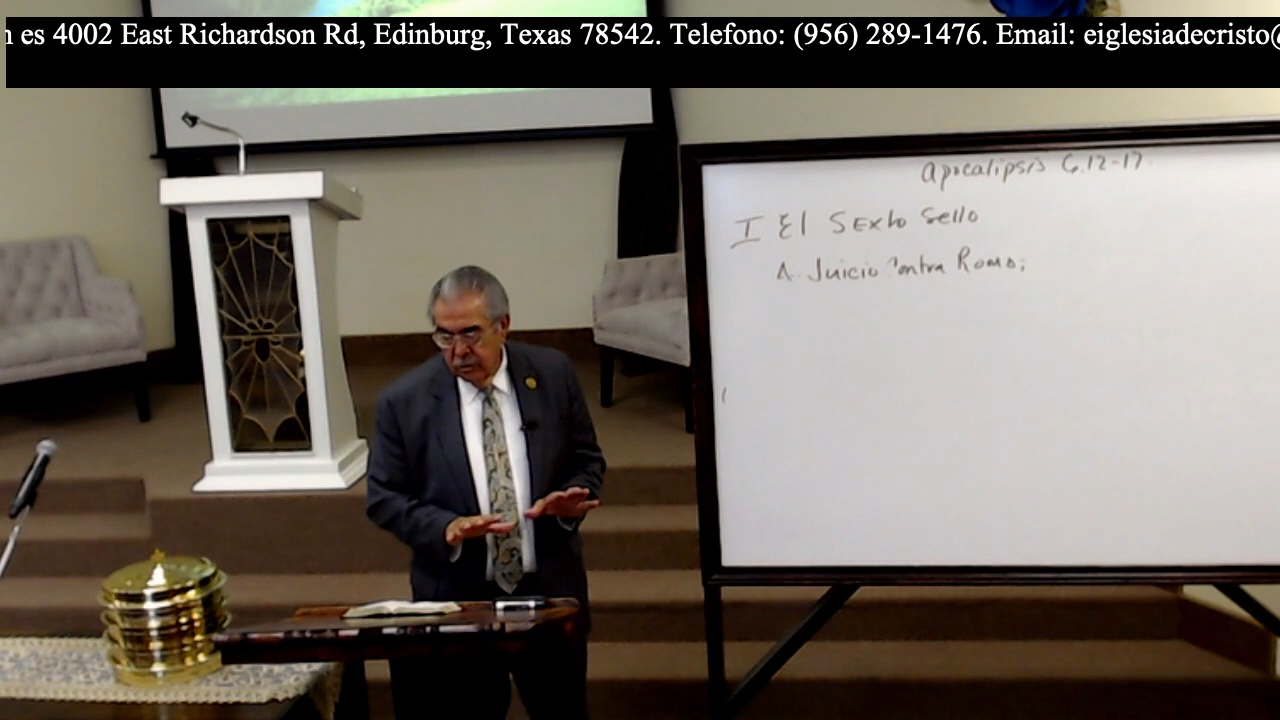 es 4002 East Richardson Rd, Edinburg, Texas 78542. Telefono: (956) 289-1476. Email: eiglesiadecristo@
Apocalipsis 6.12-17
I El Sexto Sello
A. Juicio Contra Roma;